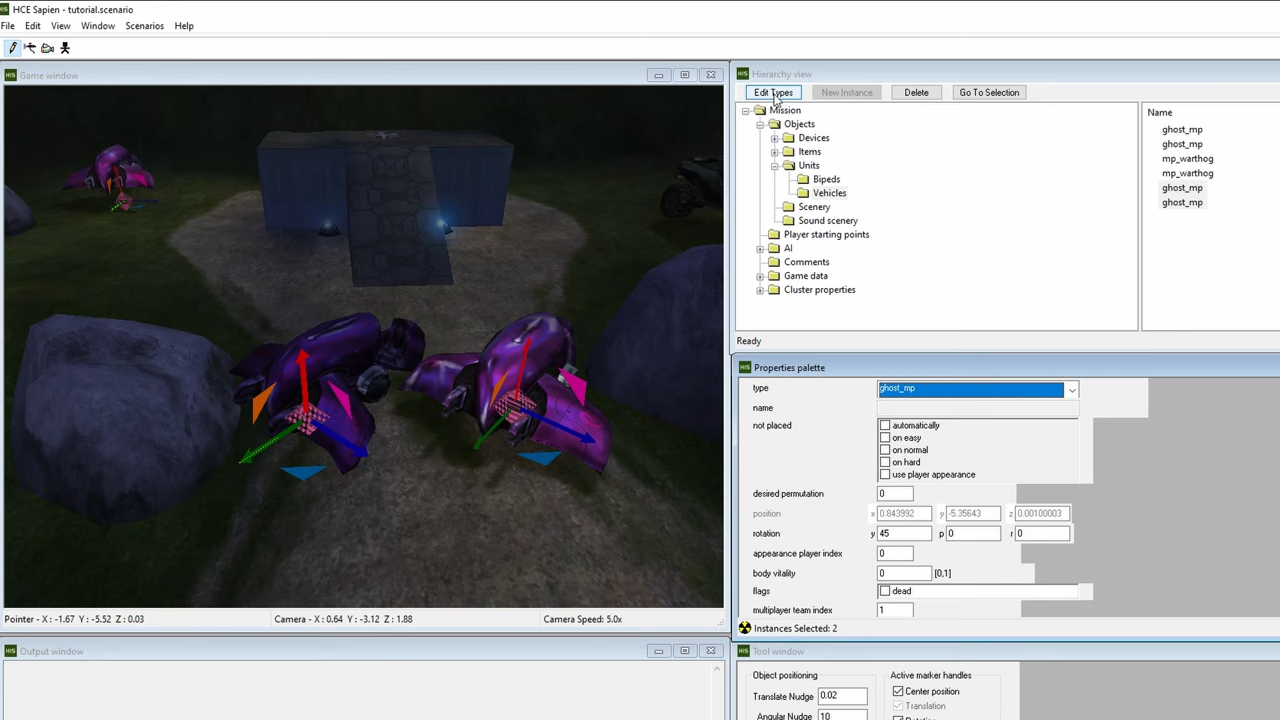 HCE Sapien - tutorial.scenario
File Edit View Window Scenarios Help
Game window
Pointer - X : -1.67 Y : -5.52 Z : 0.03 Camera - X : 0.64 Y : -3.12 Z : 1.88 Camera Speed: 5.0x
Output window
Hierarchy view
Edit Types New Instance Delete Go To Selection
Mission
Objects
Devices
Items
Units
Bipeds
Vehicles
Scenery
Sound scenery
Player starting points
AI
Comments
Game data
Cluster properties
Name
ghost_mp
ghost_mp
mp_warthog
mp_warthog
ghost_mp
ghost_mp
Ready
Properties palette
type ghost_mp
name
not placed automatically
on easy
on normal
on hard
use player appearance
desired permutation 0
position x 0.843992 y -5.35643 z 0.00100003
rotation y 45 p 0 r 0
appearance player index 0
body vitality 0 [0,1]
flags dead
multiplayer team index 1
Instances Selected: 2
Tool window
Object positioning Active marker handles
Translate Nudge 0.02 Center position
Translation
Angular Nudge 10